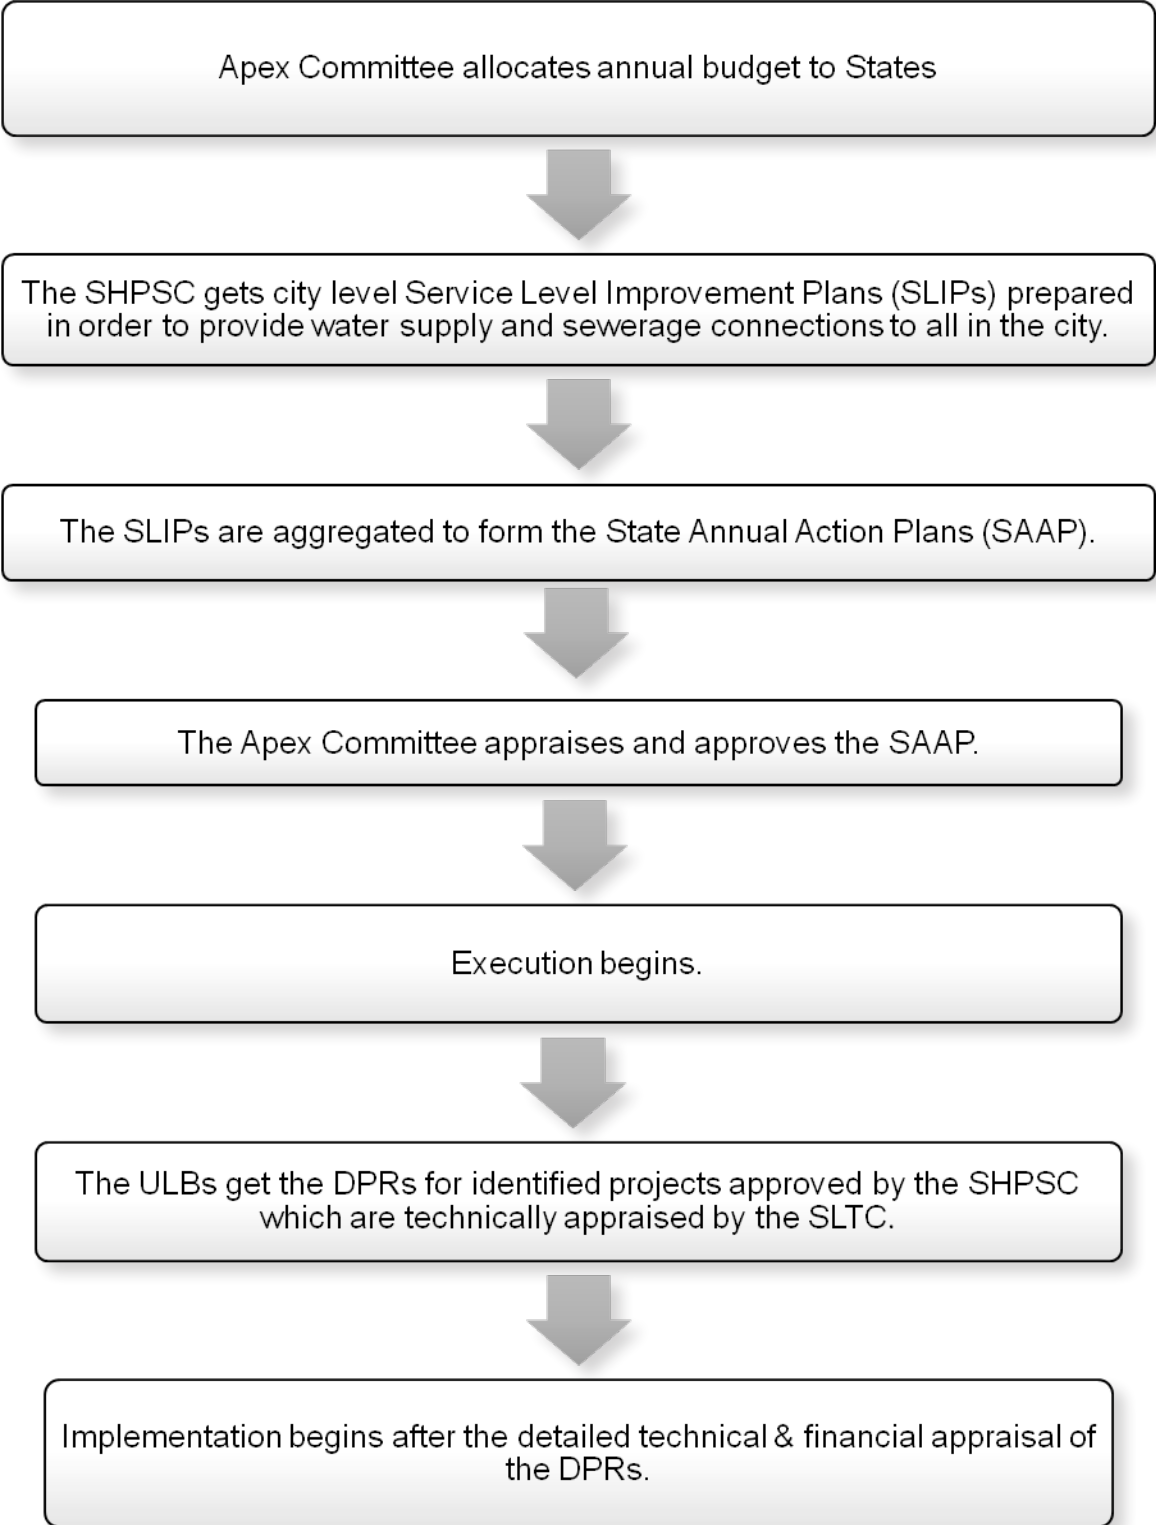 Apex Committee allocates annual budget to States
The SHPSC gets city level Service Level Improvement Plans (SLIPs) prepared
in order to provide water supply and sewerage connections to all in the city.
The SLIPs are aggregated to form the State Annual Action Plans (SAAP).
The Apex Committee appraises and approves the SAAP.
Execution begins.
The ULBs get the DPRs for identified projects approved by the SHPSC
which are technically appraised by the SLTC.
Implementation begins after the detailed technical & financial appraisal of
the DPRs.